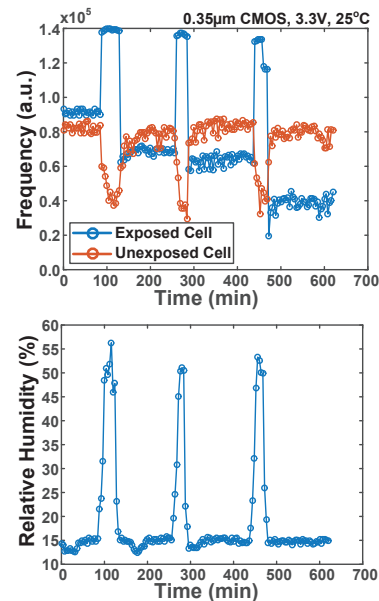 ×10⁵
0.35µm CMOS, 3.3V, 25°C
1.4
1.2
1.0
0.8
0.6
0.4
0.2
0.0
Frequency (a.u.)
Exposed Cell
Unexposed Cell
0 100 200 300 400 500 600 700
Time (min)
60
55
50
45
40
35
30
25
20
15
10
Relative Humidity (%)
0 100 200 300 400 500 600 700
Time (min)